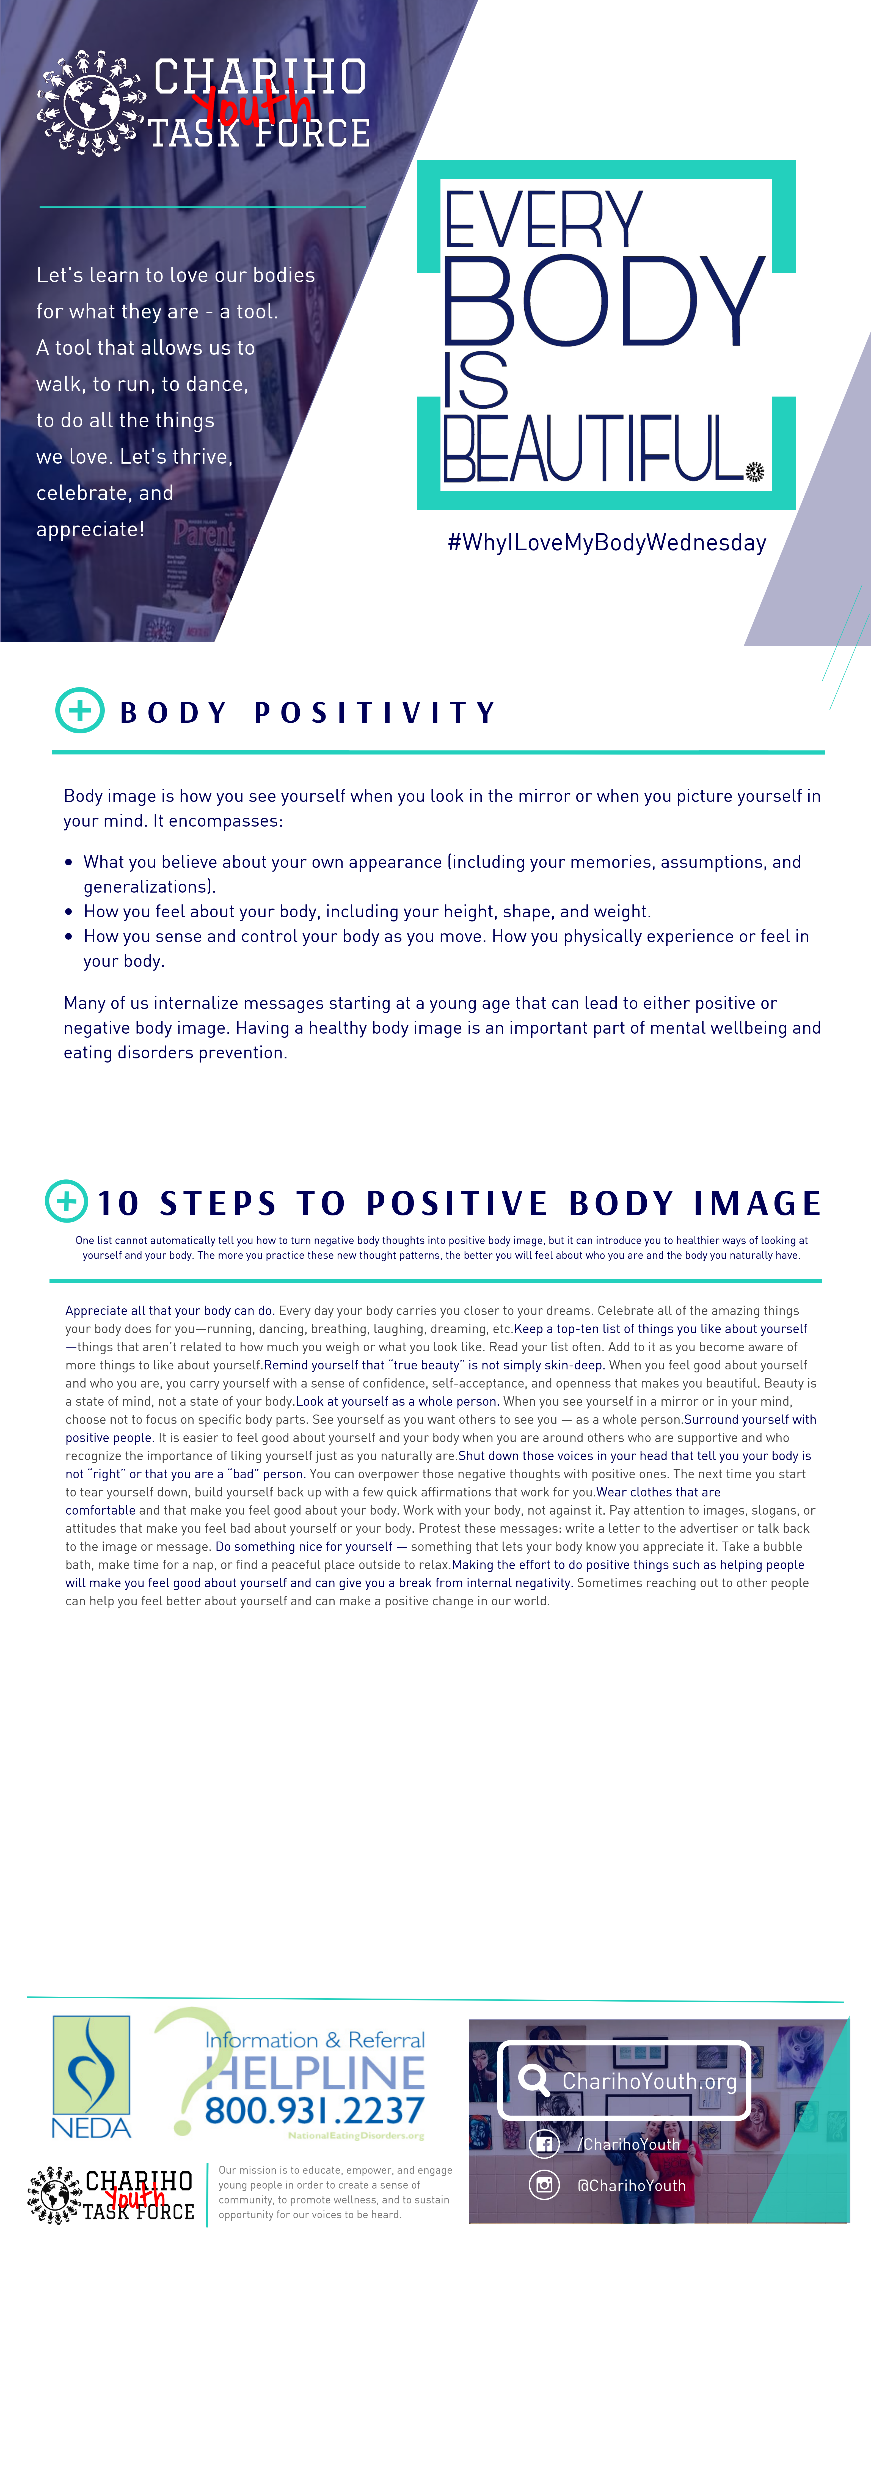 CHARIHO
Youth
TASK FORCE
Let's learn to love our bodies
for what they are - a tool.
A tool that allows us to
walk, to run, to dance,
to do all the things
we love. Let's thrive,
celebrate, and
appreciate!
Parent
EVERY
BODY
IS
BEAUTIFUL
#WhyILoveMyBodyWednesday
BODY POSITIVITY
Body image is how you see yourself when you look in the mirror or when you picture yourself in
your mind. It encompasses:
• What you believe about your own appearance (including your memories, assumptions, and
generalizations).
• How you feel about your body, including your height, shape, and weight.
• How you sense and control your body as you move. How you physically experience or feel in
your body.
Many of us internalize messages starting at a young age that can lead to either positive or
negative body image. Having a healthy body image is an important part of mental wellbeing and
eating disorders prevention.
10 STEPS TO POSITIVE BODY IMAGE
One list cannot automatically tell you how to turn negative body thoughts into positive body image, but it can introduce you to healthier ways of looking at
yourself and your body. The more you practice these new thought patterns, the better you will feel about who you are and the body you naturally have.
Appreciate all that your body can do. Every day your body carries you closer to your dreams. Celebrate all of the amazing things
your body does for you—running, dancing, breathing, laughing, dreaming, etc.Keep a top-ten list of things you like about yourself
—things that aren't related to how much you weigh or what you look like. Read your list often. Add to it as you become aware of
more things to like about yourself.Remind yourself that "true beauty" is not simply skin-deep. When you feel good about yourself
and who you are, you carry yourself with a sense of confidence, self-acceptance, and openness that makes you beautiful. Beauty is
a state of mind, not a state of your body.Look at yourself as a whole person. When you see yourself in a mirror or in your mind,
choose not to focus on specific body parts. See yourself as you want others to see you — as a whole person.Surround yourself with
positive people. It is easier to feel good about yourself and your body when you are around others who are supportive and who
recognize the importance of liking yourself just as you naturally are.Shut down those voices in your head that tell you your body is
not "right" or that you are a "bad" person. You can overpower those negative thoughts with positive ones. The next time you start
to tear yourself down, build yourself back up with a few quick affirmations that work for you.Wear clothes that are
comfortable and that make you feel good about your body. Work with your body, not against it. Pay attention to images, slogans, or
attitudes that make you feel bad about yourself or your body. Protest these messages: write a letter to the advertiser or talk back
to the image or message. Do something nice for yourself — something that lets your body know you appreciate it. Take a bubble
bath, make time for a nap, or find a peaceful place outside to relax.Making the effort to do positive things such as helping people
will make you feel good about yourself and can give you a break from internal negativity. Sometimes reaching out to other people
can help you feel better about yourself and can make a positive change in our world.
NEDA
Information & Referral
HELPLINE
800.931.2237
NationalEatingDisorders.org
CHARIHO
Youth
TASK FORCE
Our mission is to educate, empower, and engage
young people in order to create a sense of
community, to promote wellness, and to sustain
opportunity for our voices to be heard.
CharihoYouth.org
/CharihoYouth
@CharihoYouth